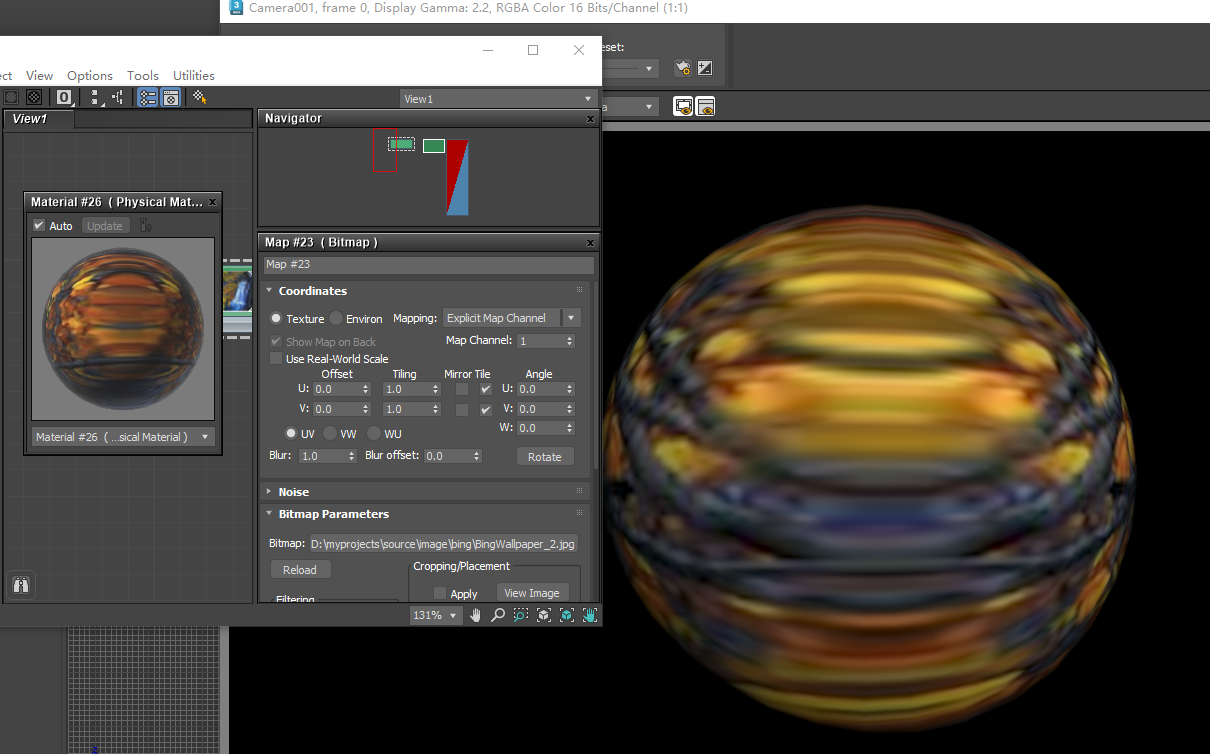 Camera001, frame 0, Display Gamma: 2.2, RGBA Color 16 Bits/Channel (1:1)
eset:
ect View Options Tools Utilities
0
View1
a
View1
Navigator
Material #26 ( Physical Mat...
Auto Update
Material #26 ( ...sical Material )
Map #23 ( Bitmap )
Map #23
Coordinates
Texture Environ Mapping: Explicit Map Channel
Show Map on Back Map Channel: 1
Use Real-World Scale
Offset Tiling Mirror Tile Angle
U: 0.0 1.0 U: 0.0
V: 0.0 1.0 V: 0.0
W: 0.0
UV VW WU
Blur: 1.0 Blur offset: 0.0 Rotate
Noise
Bitmap Parameters
Bitmap: D:\myprojects\source\image\bing\BingWallpaper_2.jpg
Reload
Cropping/Placement
Apply View Image
Filtering
131%